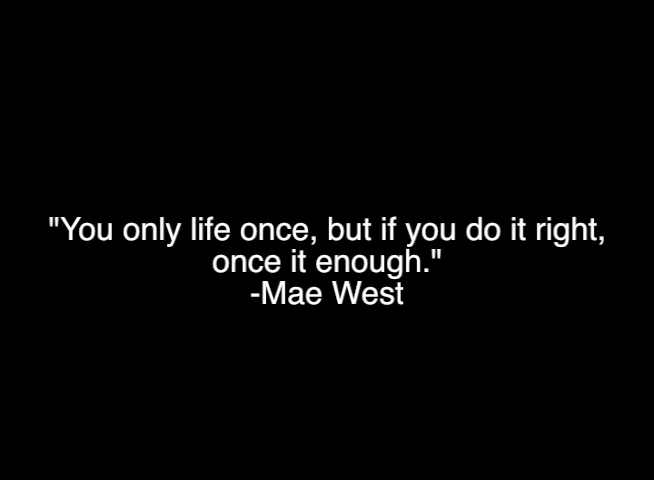 "You only life once, but if you do it right,
once it enough."
-Mae West